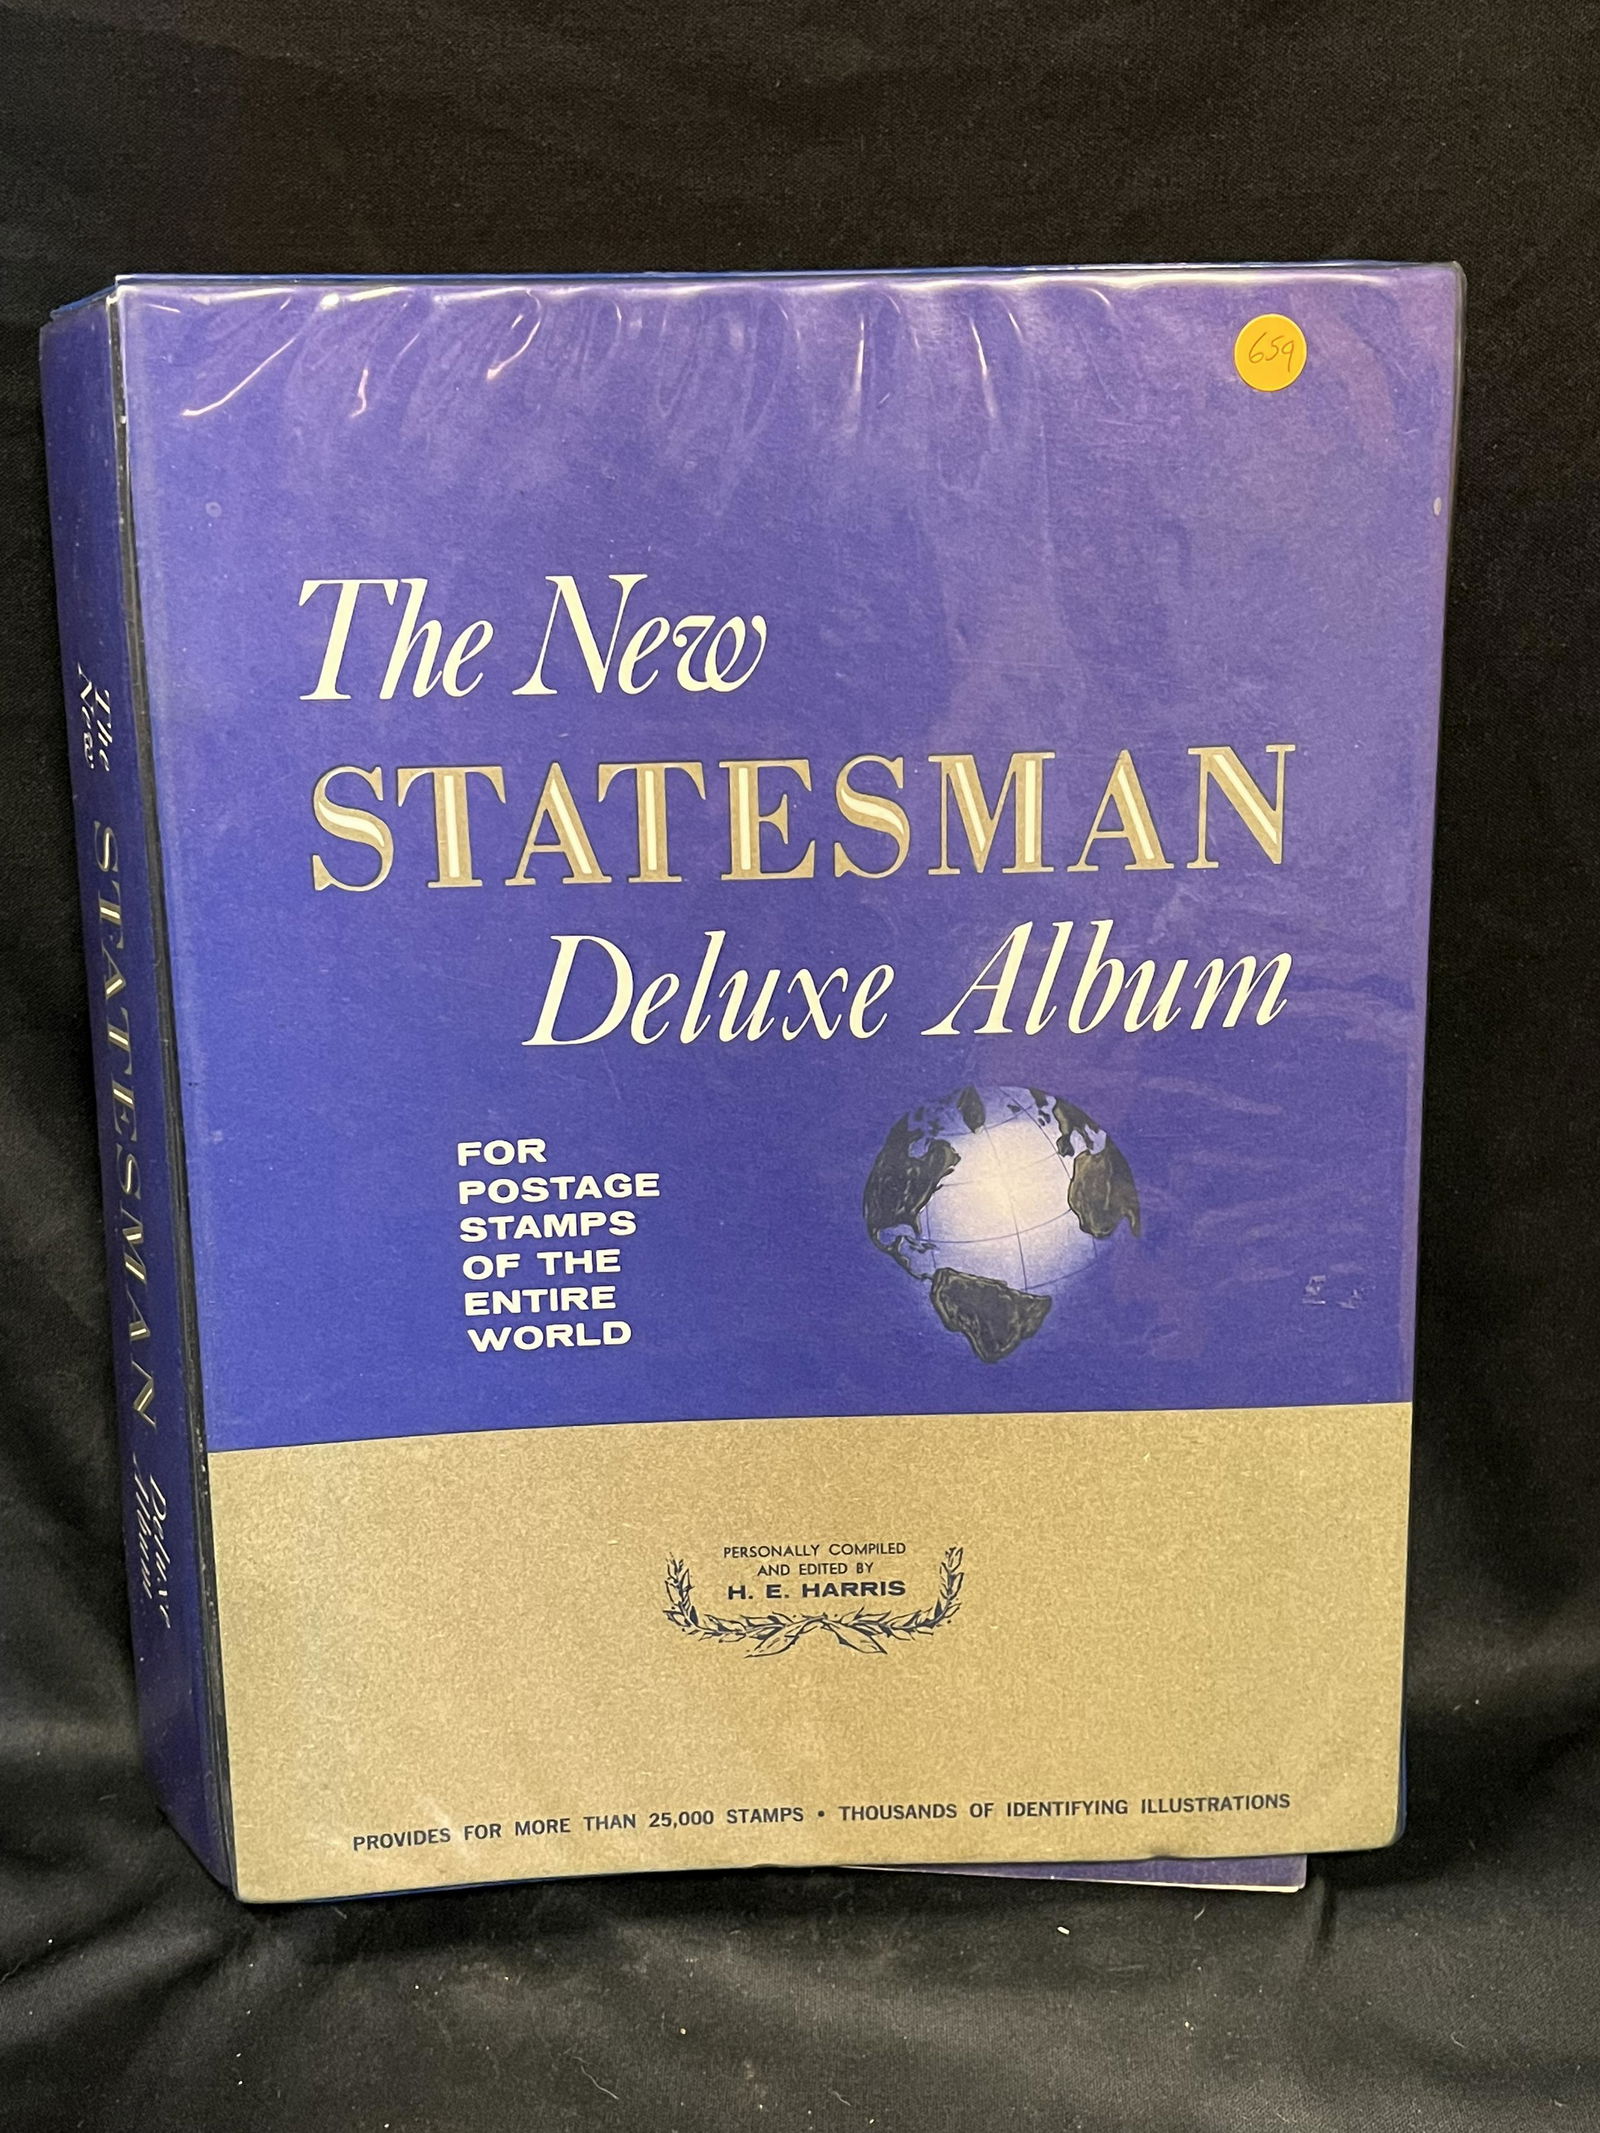 659
The New
STATESMAN
Deluxe Album
FOR
POSTAGE
STAMPS
OF THE
ENTIRE
WORLD
PERSONALLY COMPILED
AND EDITED BY
H. E. HARRIS
PROVIDES FOR MORE THAN 25,000 STAMPS • THOUSANDS OF IDENTIFYING ILLUSTRATIONS
The
New
STATESMAN
Deluxe
Album